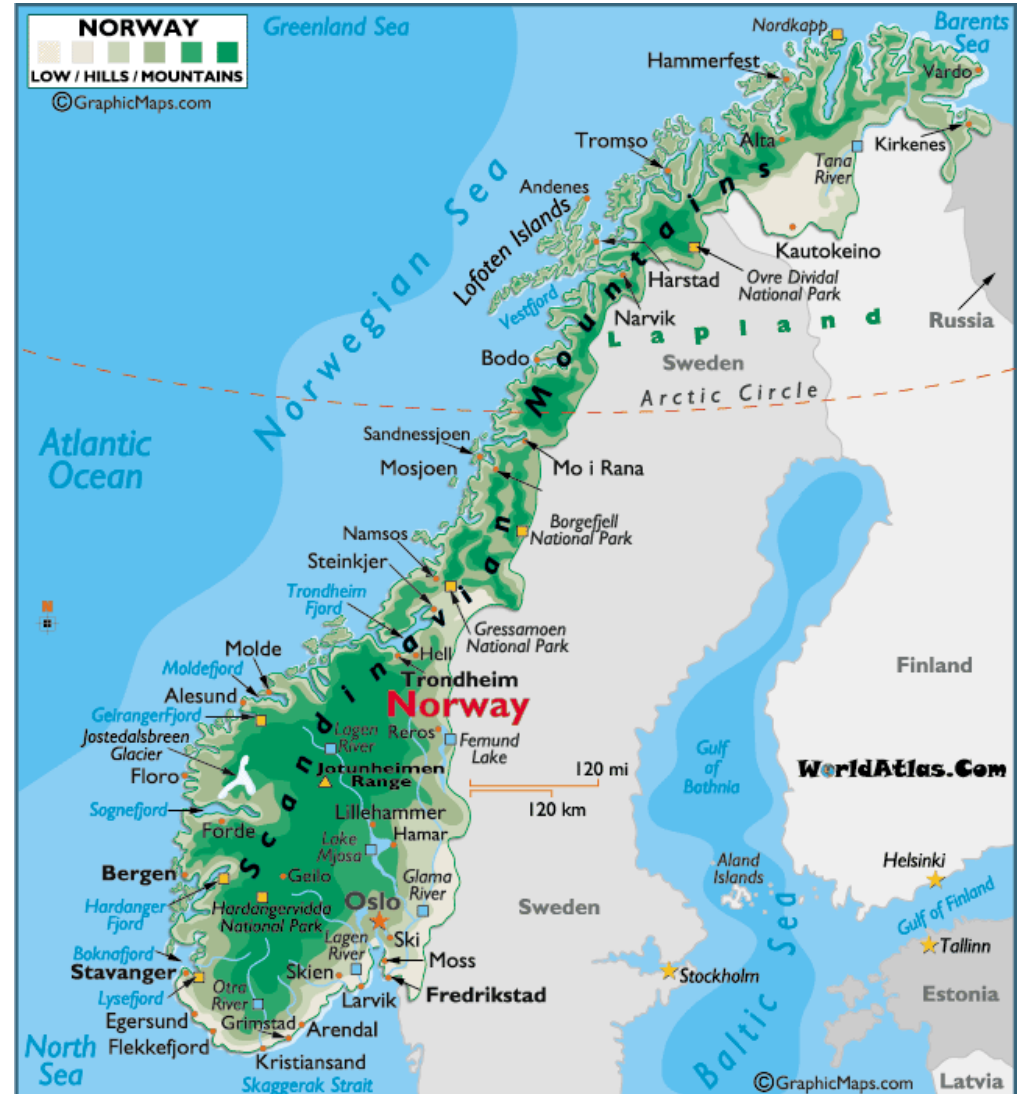 NORWAY
LOW / HILLS / MOUNTAINS
©GraphicMaps.com
Greenland Sea
Barents
Sea
Nordkapp
Hammerfest
Vardo
Tromso
Alta
Kirkenes
Tana
River
Andenes
Lofoten Islands
Kautokeino
Harstad
Ovre Dividal
National Park
Vestfjord
Narvik
Lapland
Russia
Norwegian Sea
Bodo
Sweden
Arctic Circle
Atlantic
Ocean
Sandnessjoen
Mosjoen
Mo i Rana
Borgefjell
National Park
Namsos
Steinkjer
Trondheim
Fjord
Gressamoen
National Park
N
Scandinavian Mountains
Molde
Hell
Moldefjord
Trondheim
Alesund
Norway
Finland
GeirangerFjord
Lagen
River
Reros
Femund
Lake
Jostedalsbreen
Glacier
Gulf
of
Bothnia
Floro
Jotunheimen
Range
120 mi
120 km
WorldAtlas.Com
Sognefjord
Forde
Lillehammer
Hamar
Lake
Mjosa
Bergen
Geilo
Glama
River
Aland
Islands
Helsinki
Hardanger
Fjord
Hardangervidda
National Park
Oslo
Sweden
Gulf of Finland
Ski
Lagen
River
Boknafjord
Moss
Tallinn
Stavanger
Skien
Stockholm
Lysefjord
Otra
River
Larvik
Fredrikstad
Estonia
Egersund
Grimstad
Arendal
Flekkefjord
Baltic Sea
North
Sea
Kristiansand
Skaggerak Strait
©GraphicMaps.com
Latvia